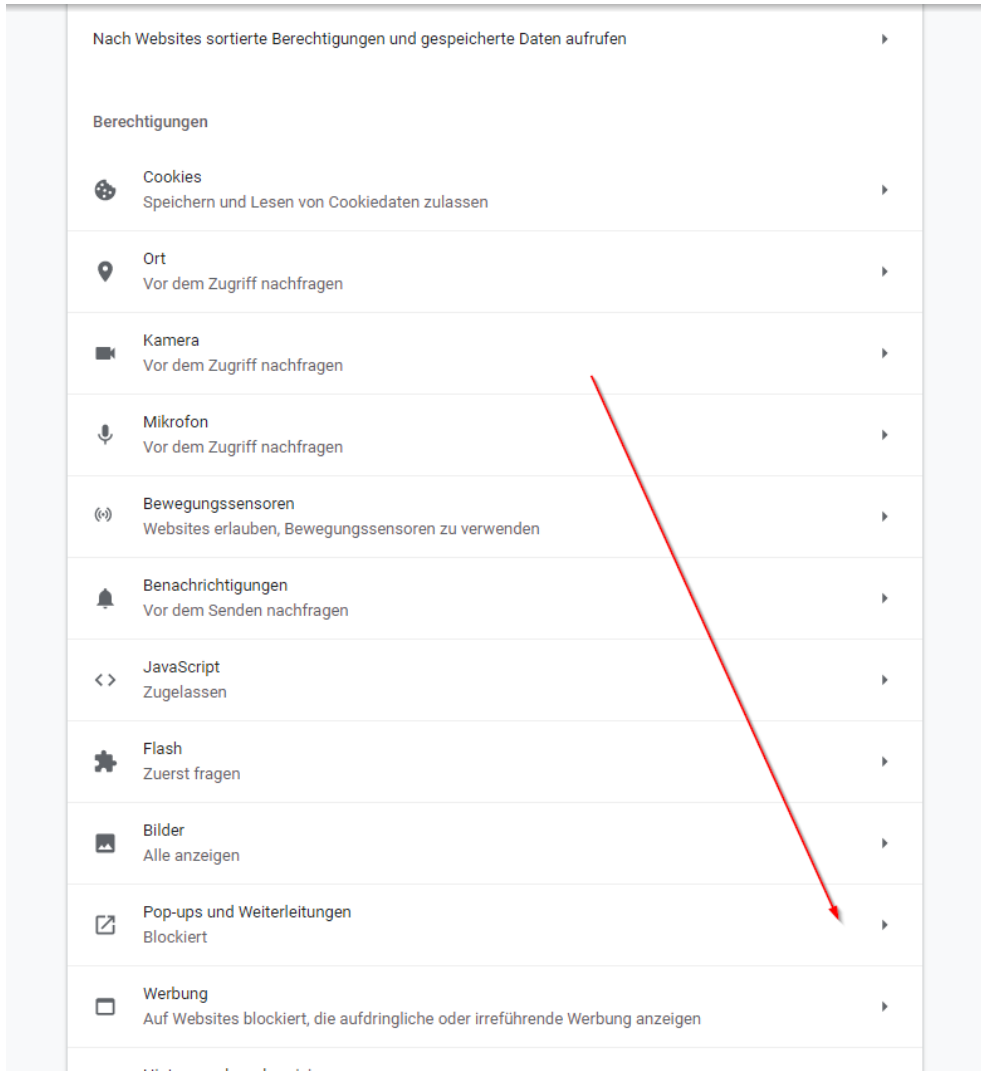 Nach Websites sortierte Berechtigungen und gespeicherte Daten aufrufen
Berechtigungen
Cookies
Speichern und Lesen von Cookiedaten zulassen
Ort
Vor dem Zugriff nachfragen
Kamera
Vor dem Zugriff nachfragen
Mikrofon
Vor dem Zugriff nachfragen
Bewegungssensoren
Websites erlauben, Bewegungssensoren zu verwenden
Benachrichtigungen
Vor dem Senden nachfragen
JavaScript
Zugelassen
Flash
Zuerst fragen
Bilder
Alle anzeigen
Pop-ups und Weiterleitungen
Blockiert
Werbung
Auf Websites blockiert, die aufdringliche oder irreführende Werbung anzeigen